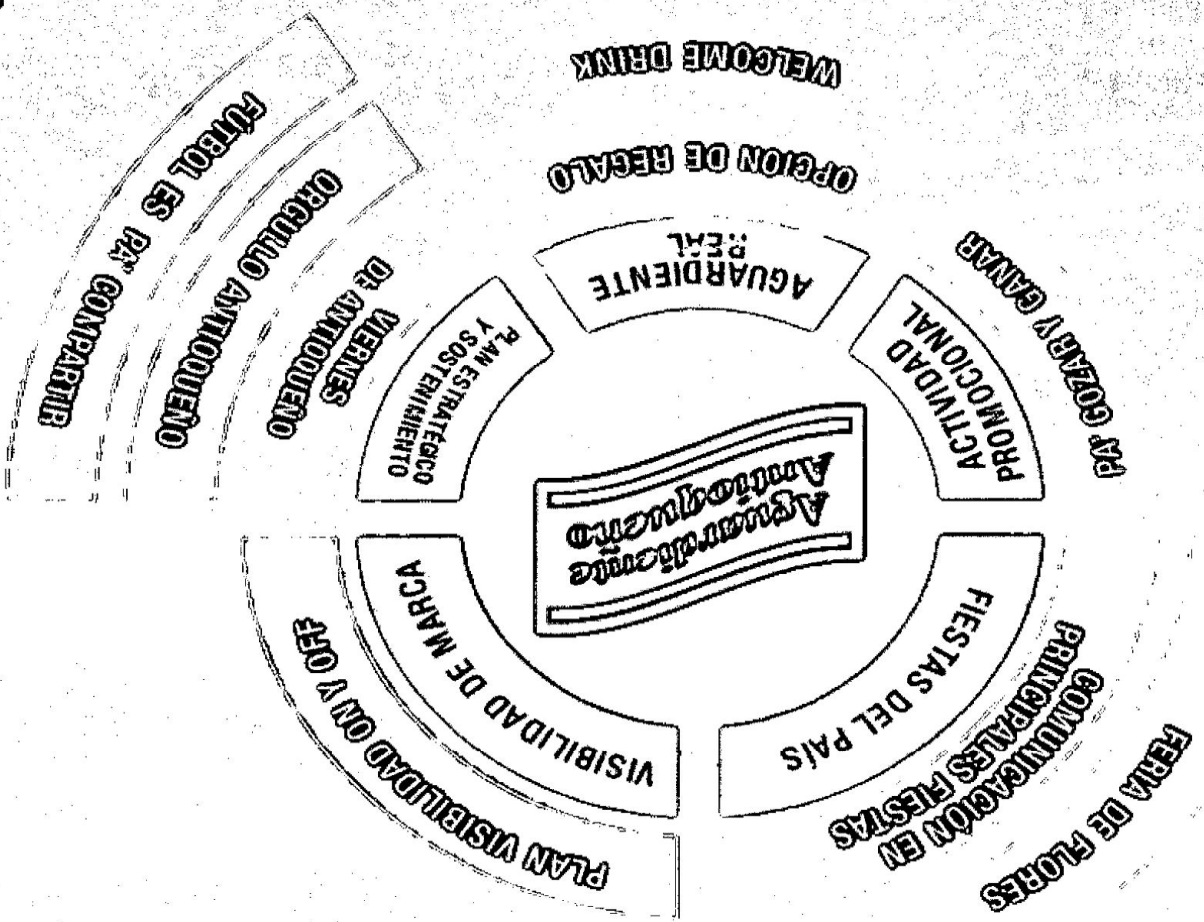 FERIA DE FLORES
COMUNICACIÓN EN
PRINCIPALES FIESTAS
FIESTAS DEL PAÍS
PLAN VISIBILIDAD ON Y OFF
VISIBILIDAD DE MARCA
Aguardiente
Antioqueño
PA' GOZAR Y GANAR
ACTIVIDAD
PROMOCIONAL
PLAN ESTRATÉGICO
Y SOSTENIMIENTO
VIERNES
DE ANTIOQUEÑO
ORGULLO ANTIOQUEÑO
FÚTBOL ES PA' COMPARTIR
AGUARDIENTE
REAL
OPCION DE REGALO
WELCOME DRINK